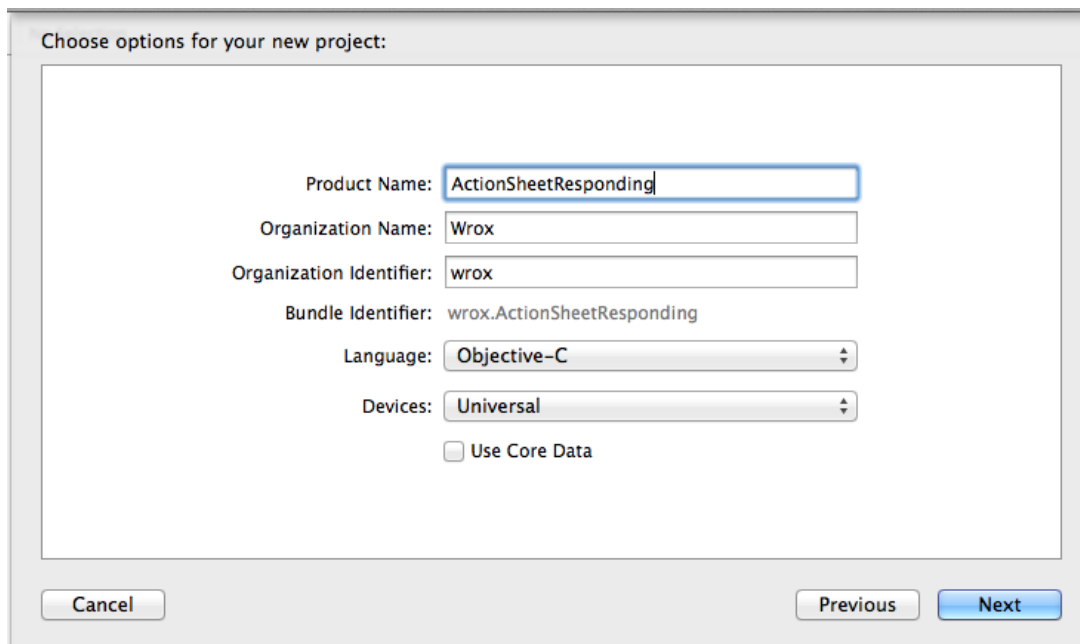 Choose options for your new project:
Product Name: ActionSheetResponding
Organization Name: Wrox
Organization Identifier: wrox
Bundle Identifier: wrox.ActionSheetResponding
Language: Objective-C
Devices: Universal
Use Core Data
Cancel Previous Next